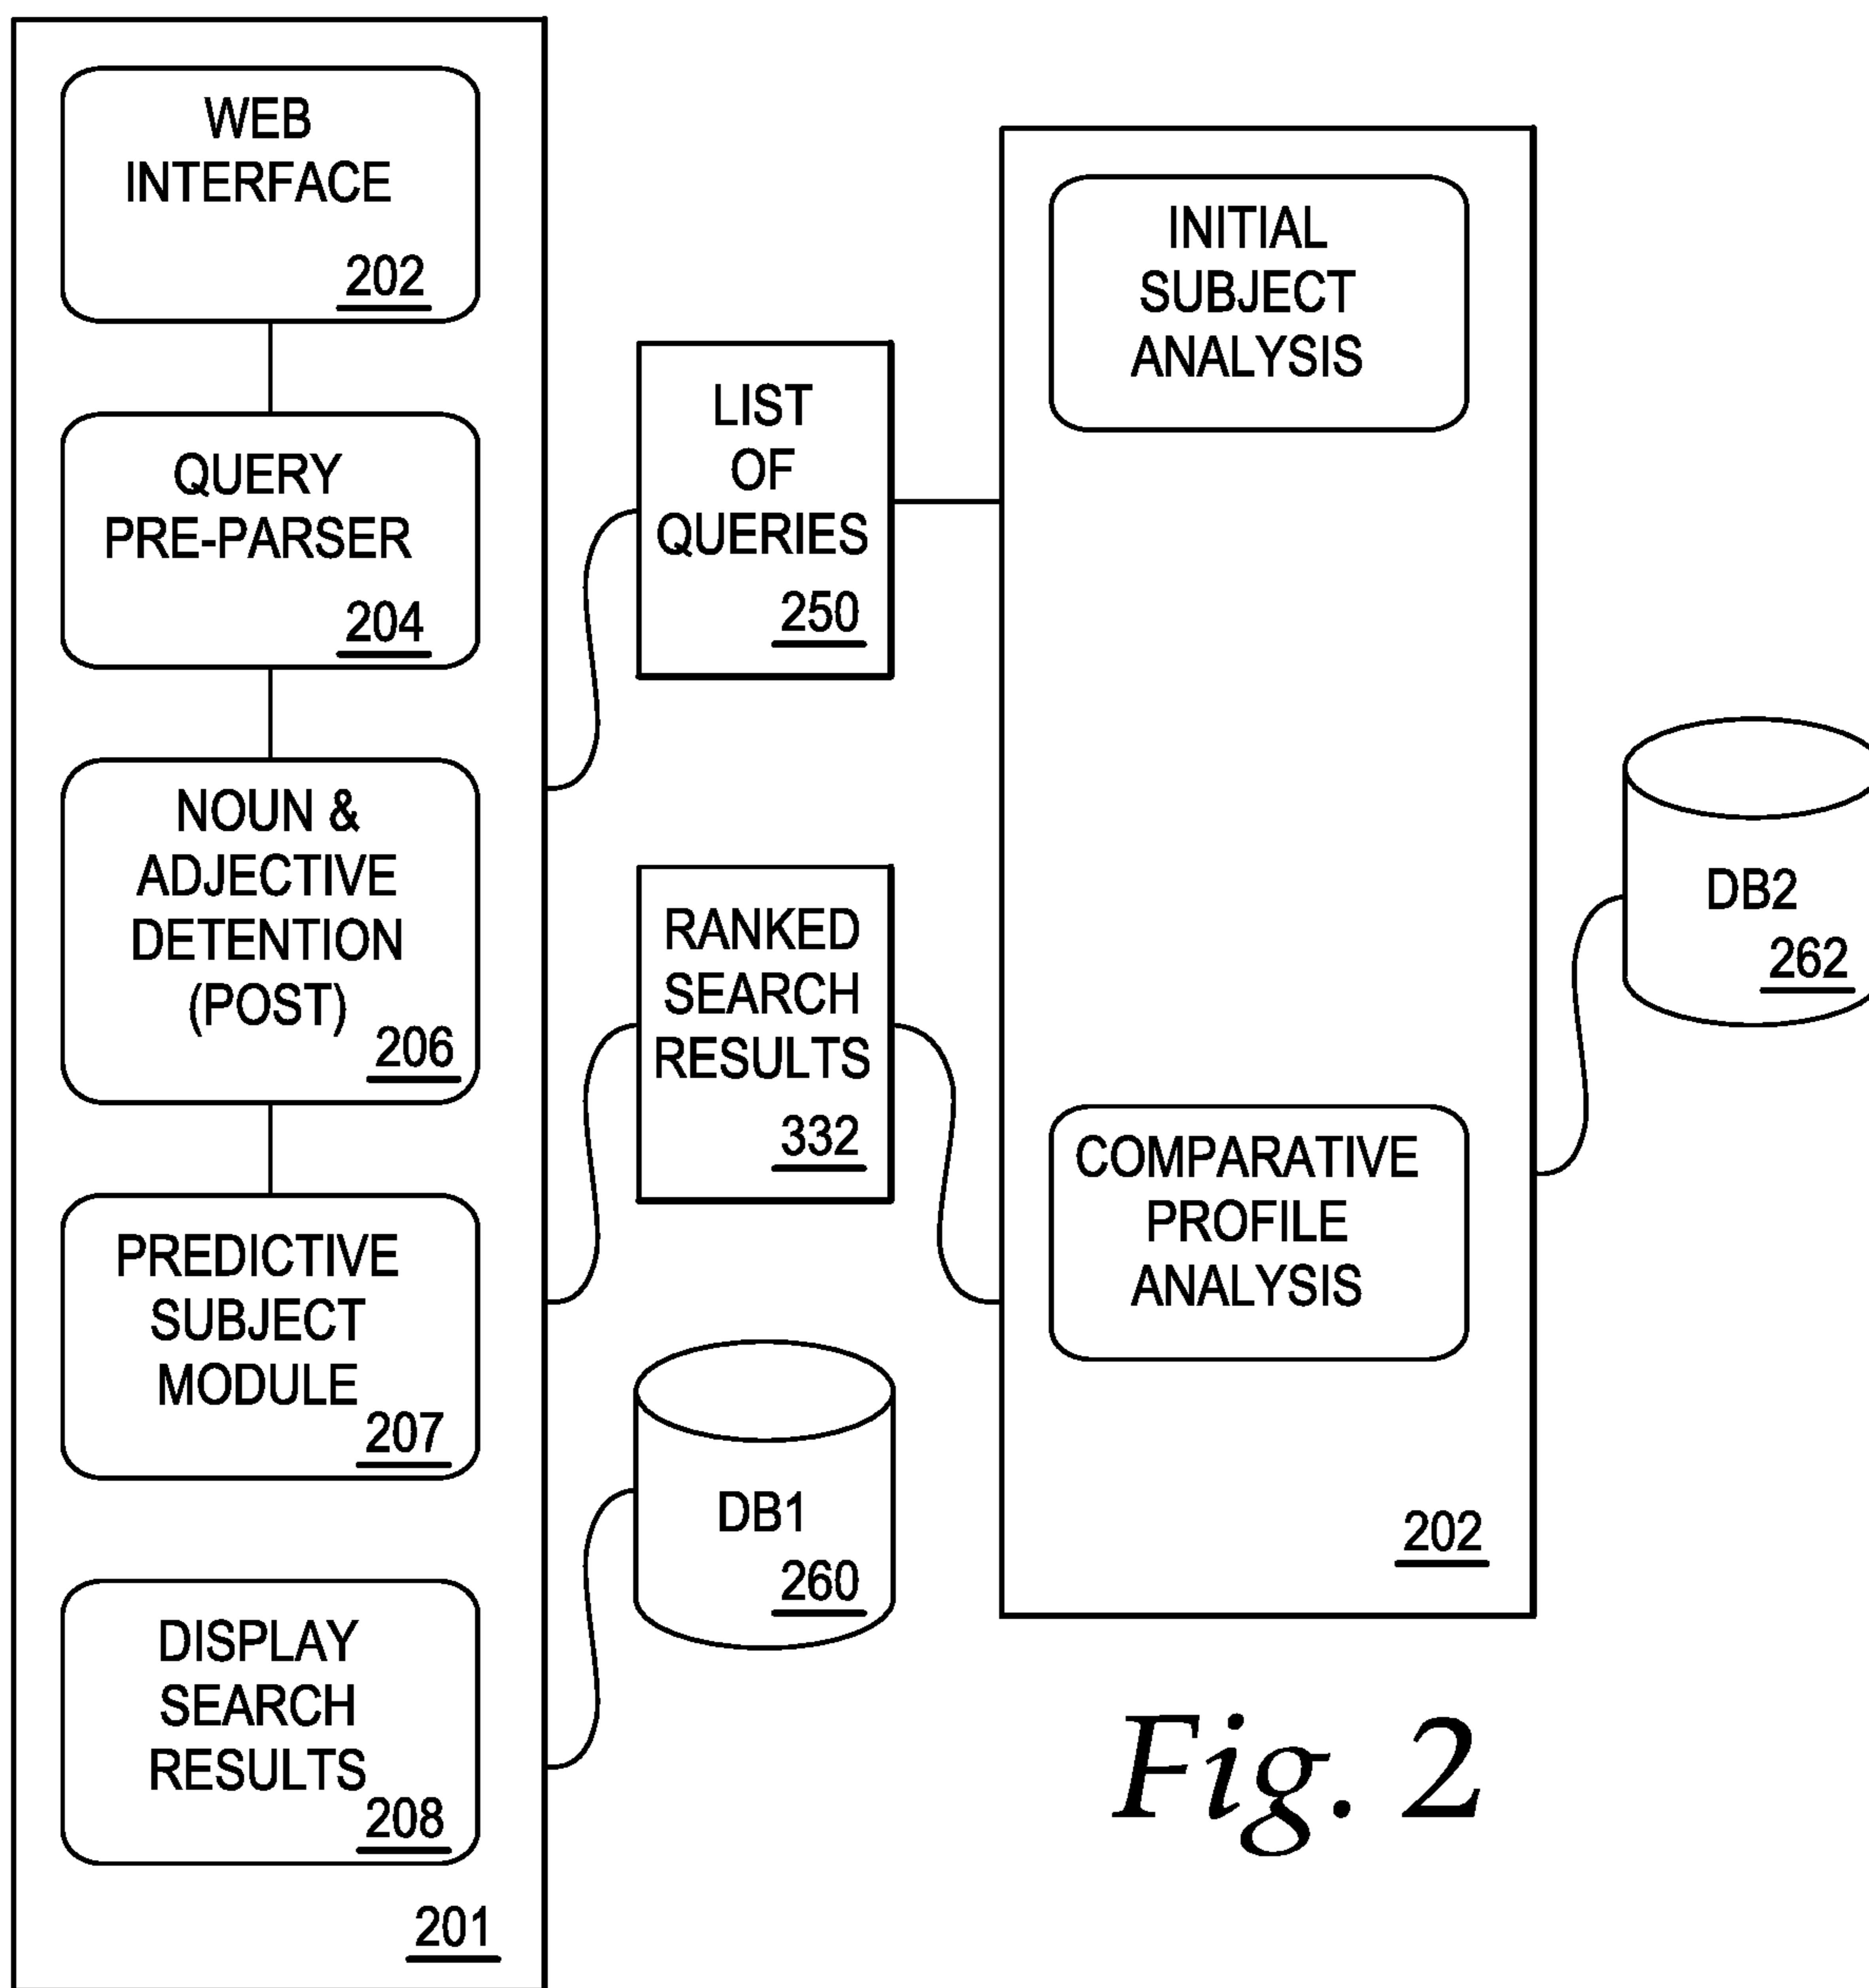 WEB
INTERFACE
202
QUERY
PRE-PARSER
204
NOUN &
ADJECTIVE
DETENTION
(POST)
206
PREDICTIVE
SUBJECT
MODULE
207
DISPLAY
SEARCH
RESULTS
208
201
LIST
OF
QUERIES
250
RANKED
SEARCH
RESULTS
332
DB1
260
INITIAL
SUBJECT
ANALYSIS
COMPARATIVE
PROFILE
ANALYSIS
202
DB2
262
Fig. 2